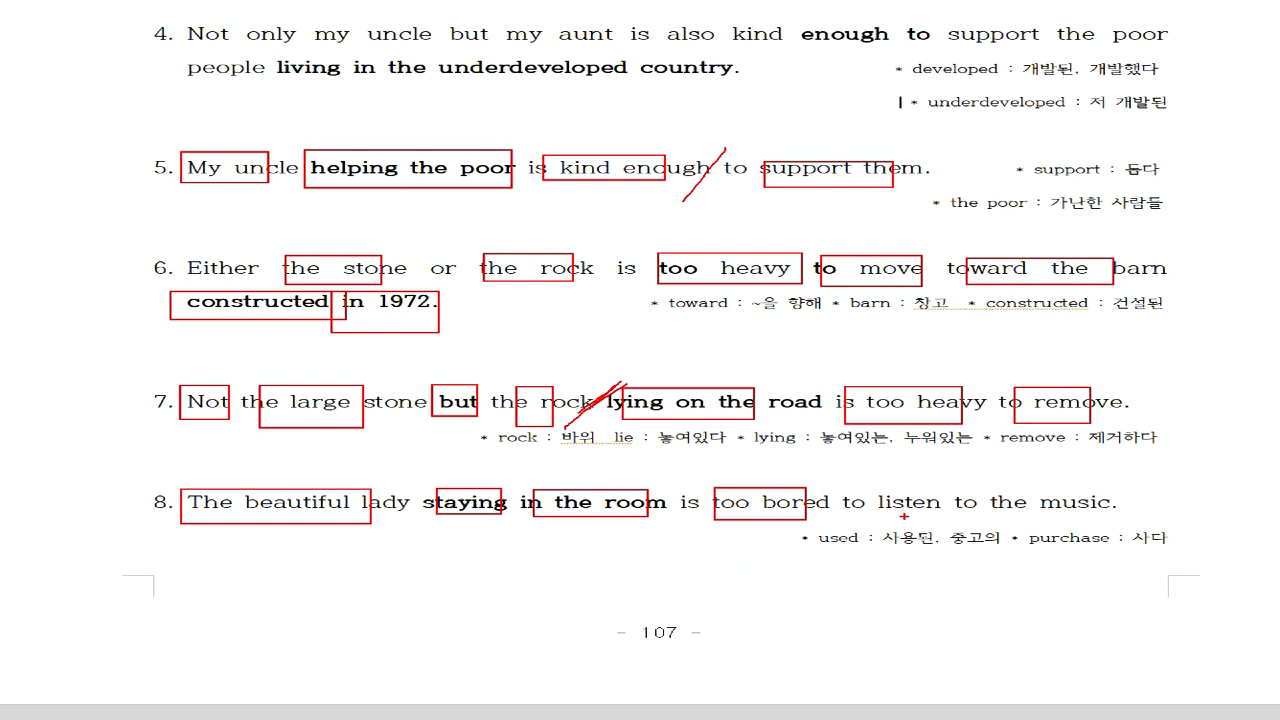 4. Not only my uncle but my aunt is also kind enough to support the poor
people living in the underdeveloped country. * developed : 개발된, 개발했다
* underdeveloped : 저 개발된
5. My uncle helping the poor is kind enough to support them. * support : 돕다
* the poor : 가난한 사람들
6. Either the stone or the rock is too heavy to move toward the barn
constructed in 1972. * toward : ~을 향해 * barn : 창고 * constructed : 건설된
7. Not the large stone but the rock lying on the road is too heavy to remove.
* rock : 바위 lie : 놓여있다 * lying : 놓여있는, 누워있는 * remove : 제거하다
8. The beautiful lady staying in the room is too bored to listen to the music.
* used : 사용된, 중고의 * purchase : 사다
- 107 -